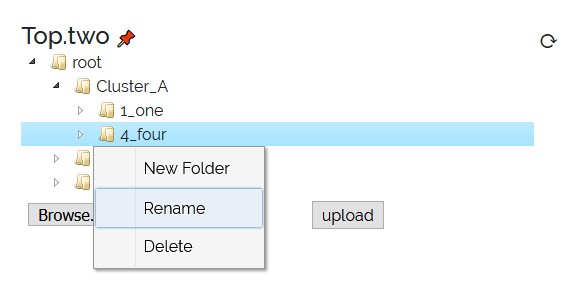 Top.two
root
Cluster_A
1_one
4_four
New Folder
Rename
Browse.
upload
Delete